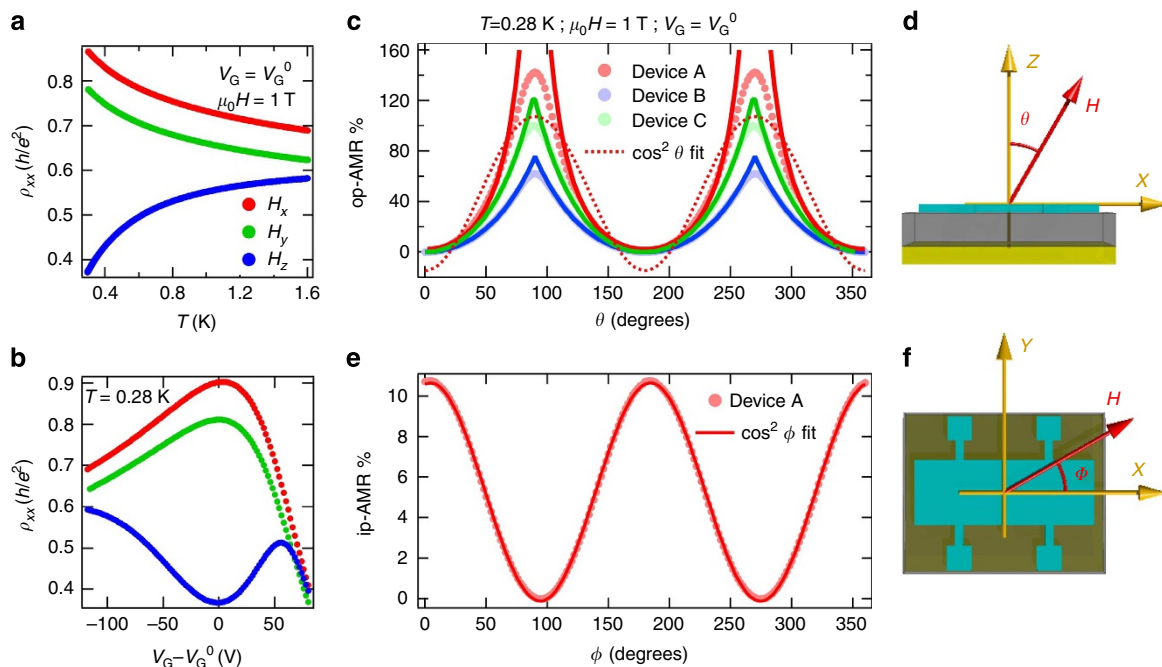 a
V_G = V_G^0
μ₀H = 1 T
0.8
0.7
0.6
0.5
0.4
ρ_xx (h/e²)
H_x
H_y
H_z
0.4
0.8
1.2
1.6
T (K)
b
T = 0.28 K
0.9
0.8
0.7
0.6
0.5
0.4
ρ_xx (h/e²)
–100
–50
0
50
V_G–V_G^0 (V)
c
T=0.28 K ; μ₀H = 1 T ; V_G = V_G^0
160
120
80
40
0
op-AMR %
Device A
Device B
Device C
cos² θ fit
0
50
100
150
200
250
300
350
θ (degrees)
d
Z
θ
H
X
e
10
8
6
4
2
0
ip-AMR %
Device A
cos² ϕ fit
0
50
100
150
200
250
300
350
ϕ (degrees)
f
Y
H
Φ
X